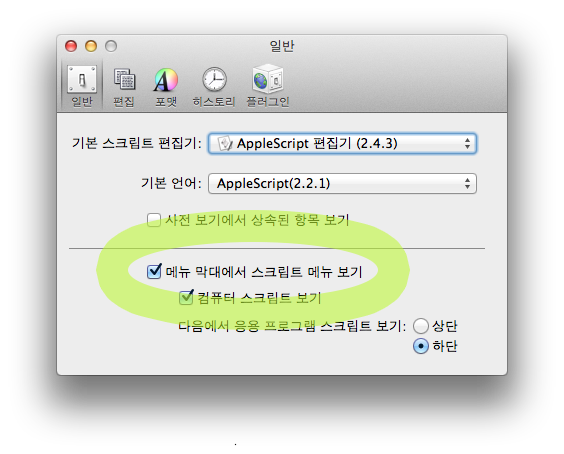 일반
일반 편집 포맷 히스토리 플러그인
기본 스크립트 편집기: AppleScript 편집기 (2.4.3)
기본 언어: AppleScript(2.2.1)
사전 보기에서 상속된 항목 보기
메뉴 막대에서 스크립트 메뉴 보기
컴퓨터 스크립트 보기
다음에서 응용 프로그램 스크립트 보기: 상단
하단